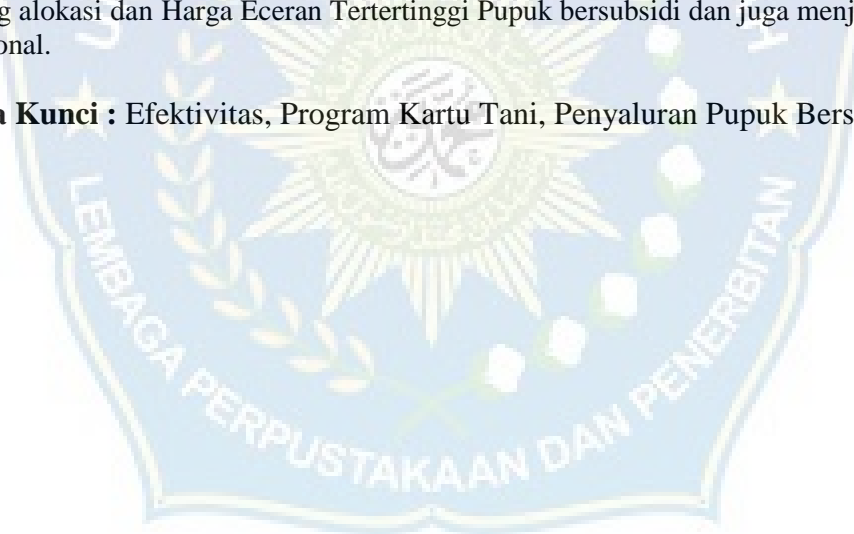 g alokasi dan Harga Eceran Tertertinggi Pupuk bersubsidi dan juga menj
onal.
a Kunci : Efektivitas, Program Kartu Tani, Penyaluran Pupuk Bers
LEMBAGA PERPUSTAKAAN DAN PENERBITAN